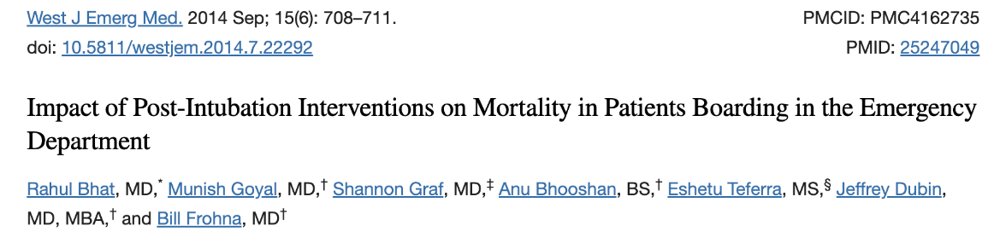 West J Emerg Med. 2014 Sep; 15(6): 708–711. PMCID: PMC4162735
doi: 10.5811/westjem.2014.7.22292 PMID: 25247049
Impact of Post-Intubation Interventions on Mortality in Patients Boarding in the Emergency
Department
Rahul Bhat, MD,* Munish Goyal, MD,† Shannon Graf, MD,‡ Anu Bhooshan, BS,† Eshetu Teferra, MS,§ Jeffrey Dubin,
MD, MBA,† and Bill Frohna, MD†